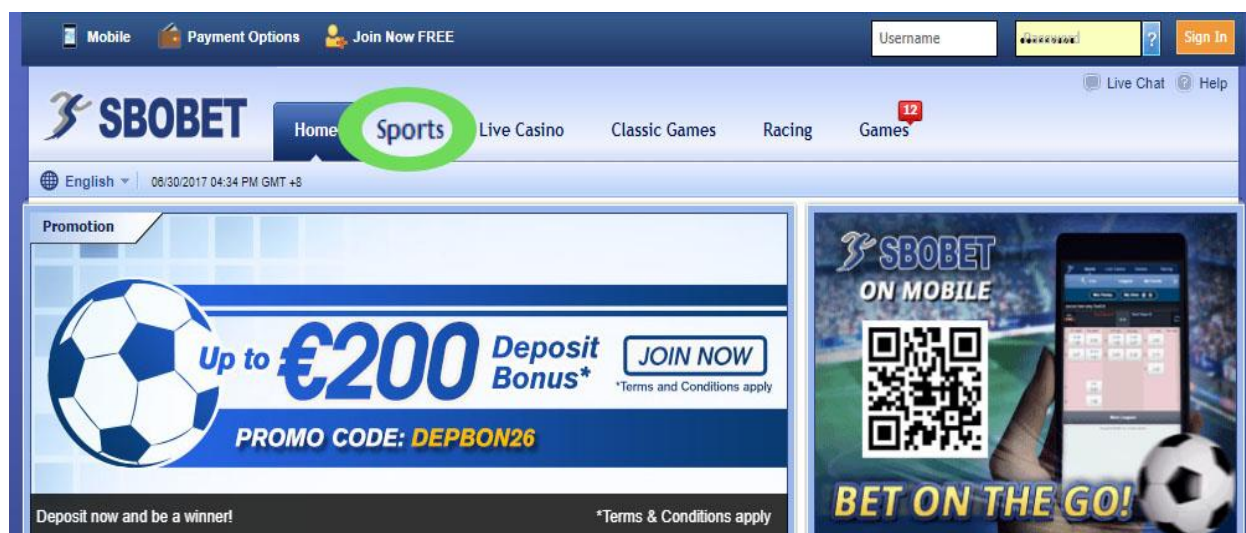 Mobile Payment Options Join Now FREE Username Password ? Sign In
Live Chat Help
SBOBET Home Sports Live Casino Classic Games Racing Games 12
English 06/30/2017 04:34 PM GMT +8
Promotion
Up to €200 Deposit Bonus*
JOIN NOW
*Terms and Conditions apply
PROMO CODE: DEPBON26
Deposit now and be a winner! *Terms & Conditions apply
SBOBET
ON MOBILE
BET ON THE GO!